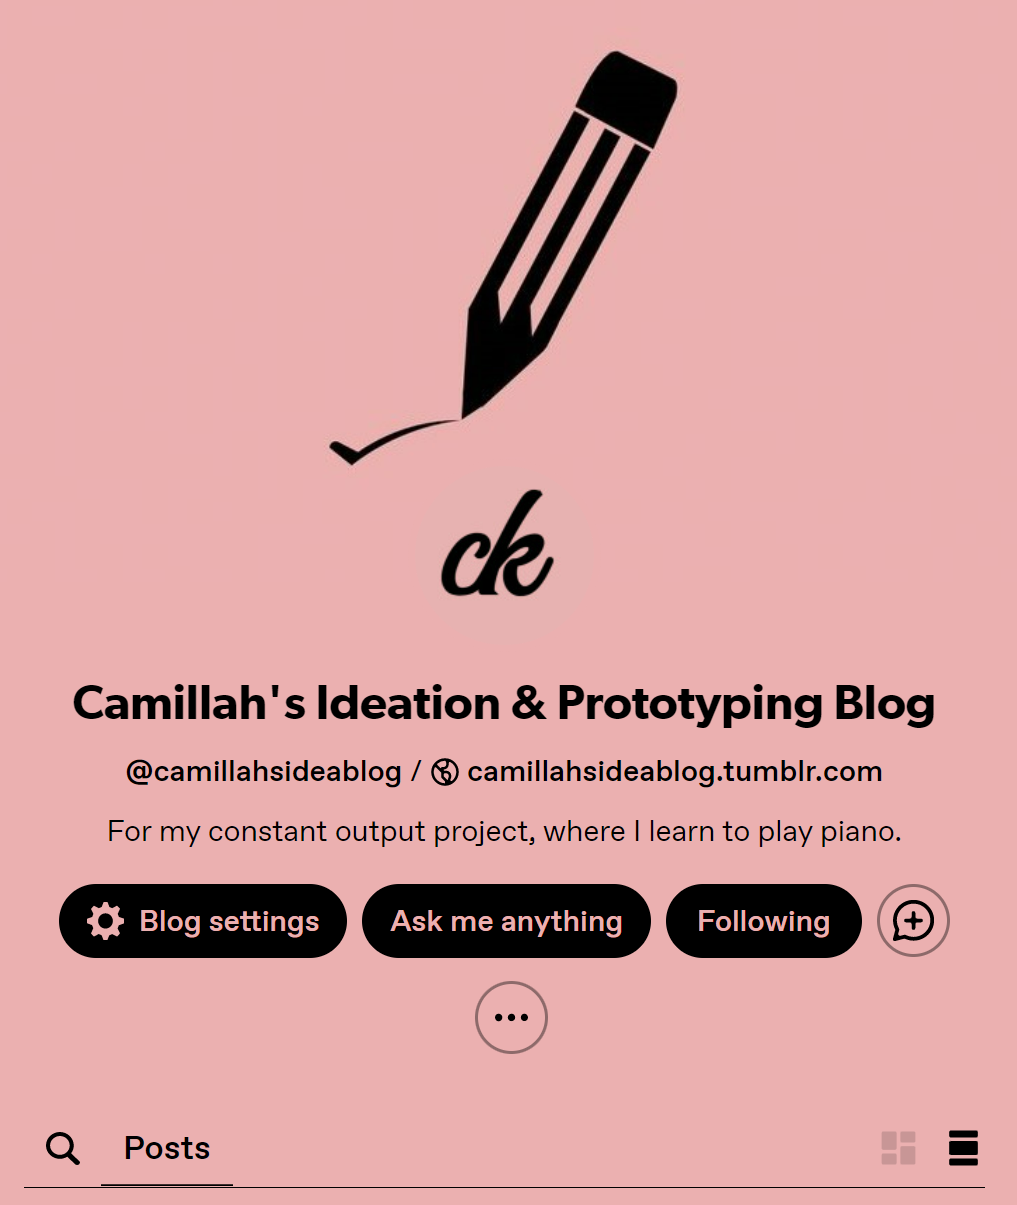 ck
Camillah's Ideation & Prototyping Blog
@camillahsideablog / camillahsideablog.tumblr.com
For my constant output project, where I learn to play piano.
Blog settings Ask me anything Following
Posts